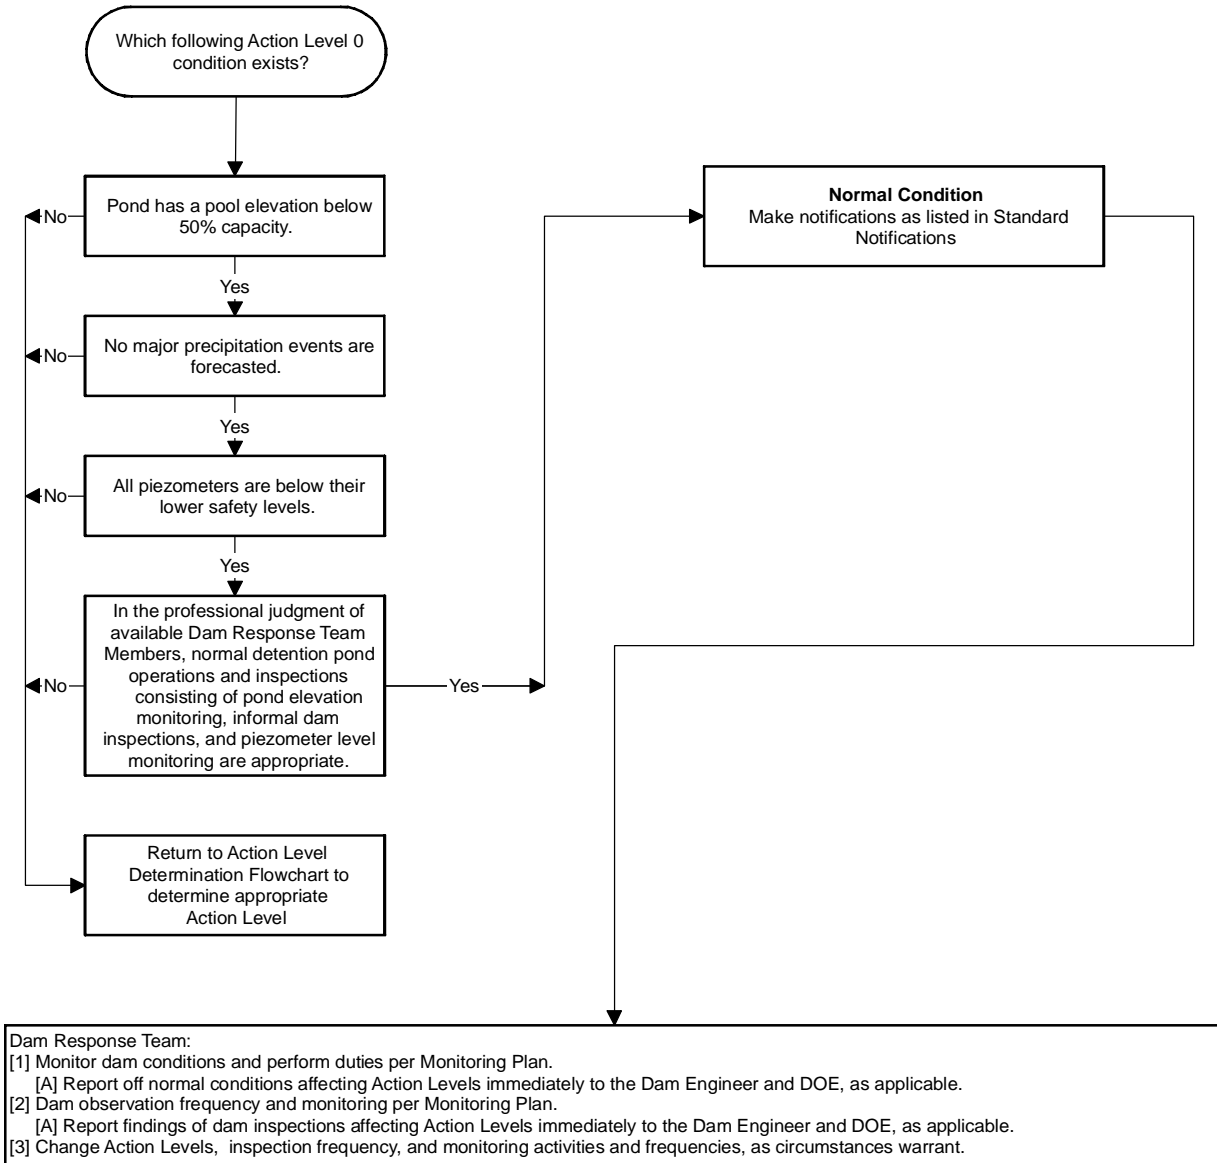 Which following Action Level 0
condition exists?
Pond has a pool elevation below
50% capacity.
No
Yes
No major precipitation events are
forecasted.
No
Yes
All piezometers are below their
lower safety levels.
No
Yes
In the professional judgment of
available Dam Response Team
Members, normal detention pond
operations and inspections
consisting of pond elevation
monitoring, informal dam
inspections, and piezometer level
monitoring are appropriate.
No
Yes
Return to Action Level
Determination Flowchart to
determine appropriate
Action Level
Normal Condition
Make notifications as listed in Standard
Notifications
Dam Response Team:
[1] Monitor dam conditions and perform duties per Monitoring Plan.
[A] Report off normal conditions affecting Action Levels immediately to the Dam Engineer and DOE, as applicable.
[2] Dam observation frequency and monitoring per Monitoring Plan.
[A] Report findings of dam inspections affecting Action Levels immediately to the Dam Engineer and DOE, as applicable.
[3] Change Action Levels, inspection frequency, and monitoring activities and frequencies, as circumstances warrant.